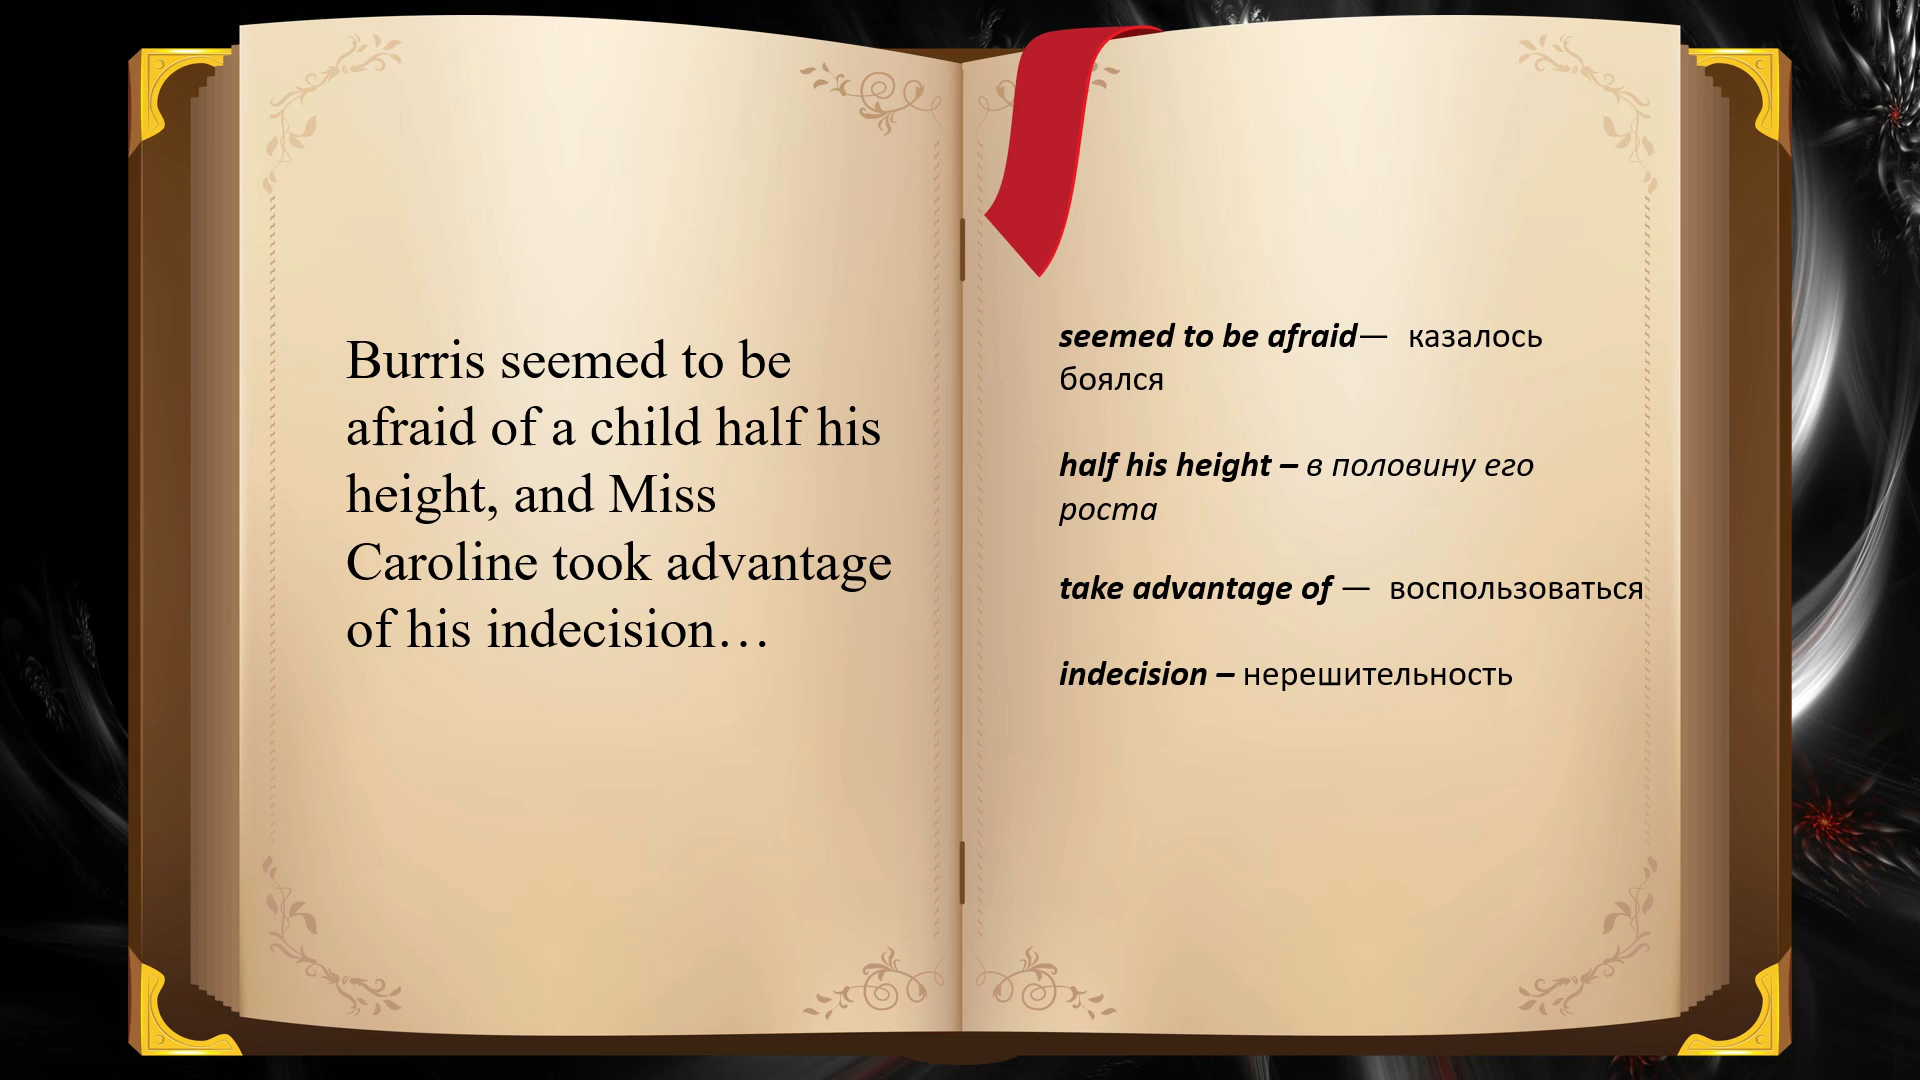 Burris seemed to be
afraid of a child half his
height, and Miss
Caroline took advantage
of his indecision…
seemed to be afraid— казалось
боялся
half his height – в половину его
роста
take advantage of — воспользоваться
indecision – нерешительность